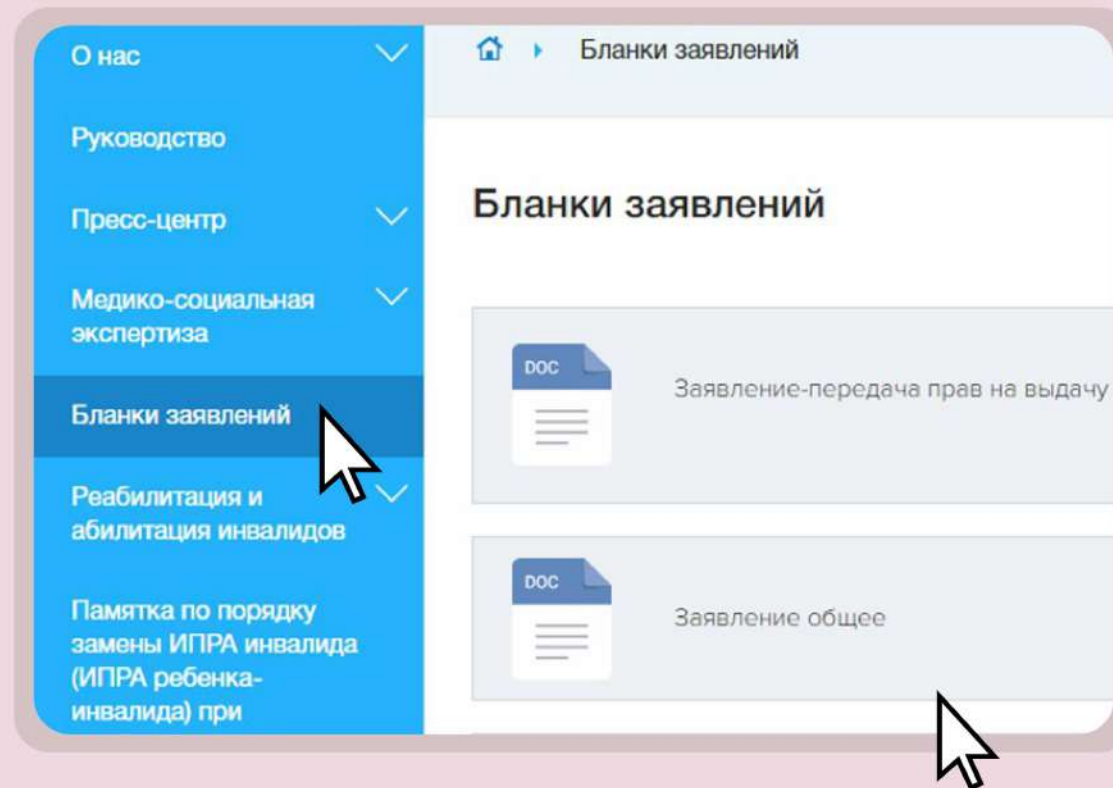 О нас
Руководство
Пресс-центр
Медико-социальная
экспертиза
Бланки заявлений
Реабилитация и
абилитация инвалидов
Памятка по порядку
замены ИПРА инвалида
(ИПРА ребенка-
инвалида) при
Бланки заявлений
Бланки заявлений
DOC
Заявление-передача прав на выдачу
DOC
Заявление общее